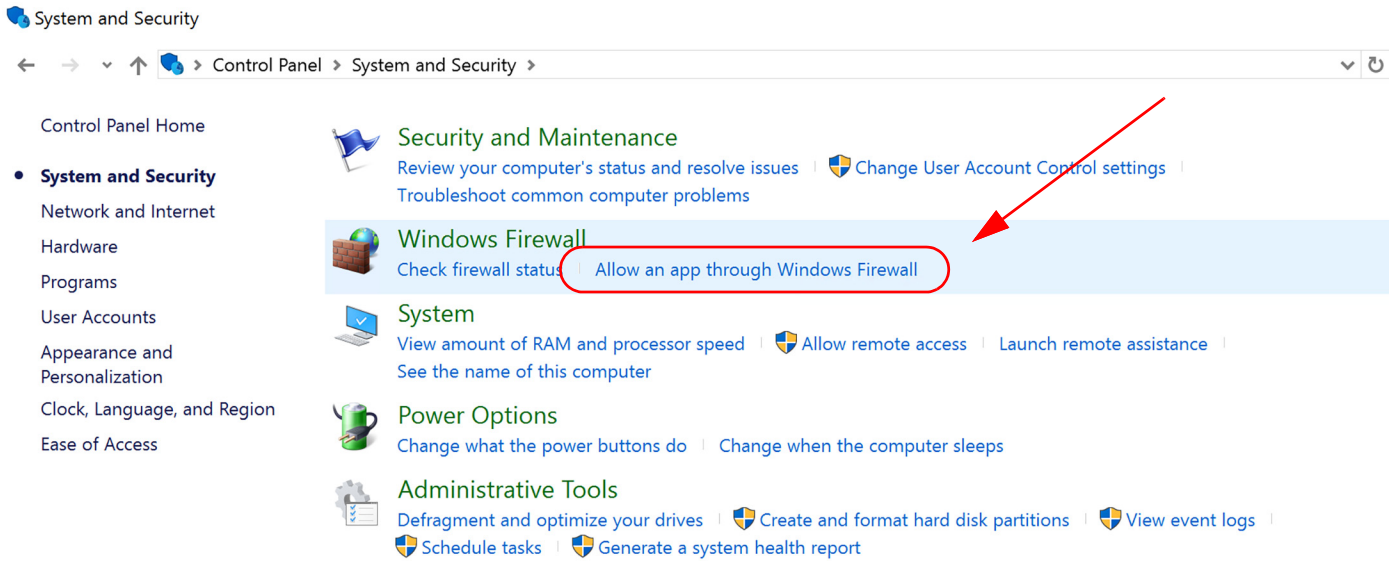 System and Security
Control Panel System and Security
Control Panel Home
System and Security
Network and Internet
Hardware
Programs
User Accounts
Appearance and
Personalization
Clock, Language, and Region
Ease of Access
Security and Maintenance
Review your computer's status and resolve issues Change User Account Control settings
Troubleshoot common computer problems
Windows Firewall
Check firewall status Allow an app through Windows Firewall
System
View amount of RAM and processor speed Allow remote access Launch remote assistance
See the name of this computer
Power Options
Change what the power buttons do Change when the computer sleeps
Administrative Tools
Defragment and optimize your drives Create and format hard disk partitions View event logs
Schedule tasks Generate a system health report